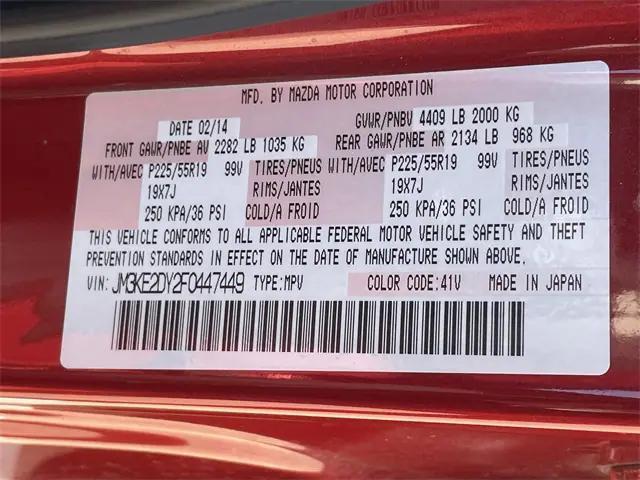 MFD. BY MAZDA MOTOR CORPORATION
DATE 02/14 GVWR/PNBV 4409 LB 2000 KG
FRONT GAWR/PNBE AV 2282 LB 1035 KG REAR GAWR/PNBE AR 2134 LB 968 KG
WITH/AVEC P225/55R19 99V TIRES/PNEUS WITH/AVEC P225/55R19 99V TIRES/PNEUS
19X7J RIMS/JANTES 19X7J RIMS/JANTES
250 KPA/36 PSI COLD/A FROID 250 KPA/36 PSI COLD/A FROID
THIS VEHICLE CONFORMS TO ALL APPLICABLE FEDERAL MOTOR VEHICLE SAFETY AND THEFT
PREVENTION STANDARDS IN EFFECT ON THE DATE OF MANUFACTURE SHOWN ABOVE.
VIN: JM3KE2DY2F0447449 TYPE:MPV COLOR CODE:41V MADE IN JAPAN